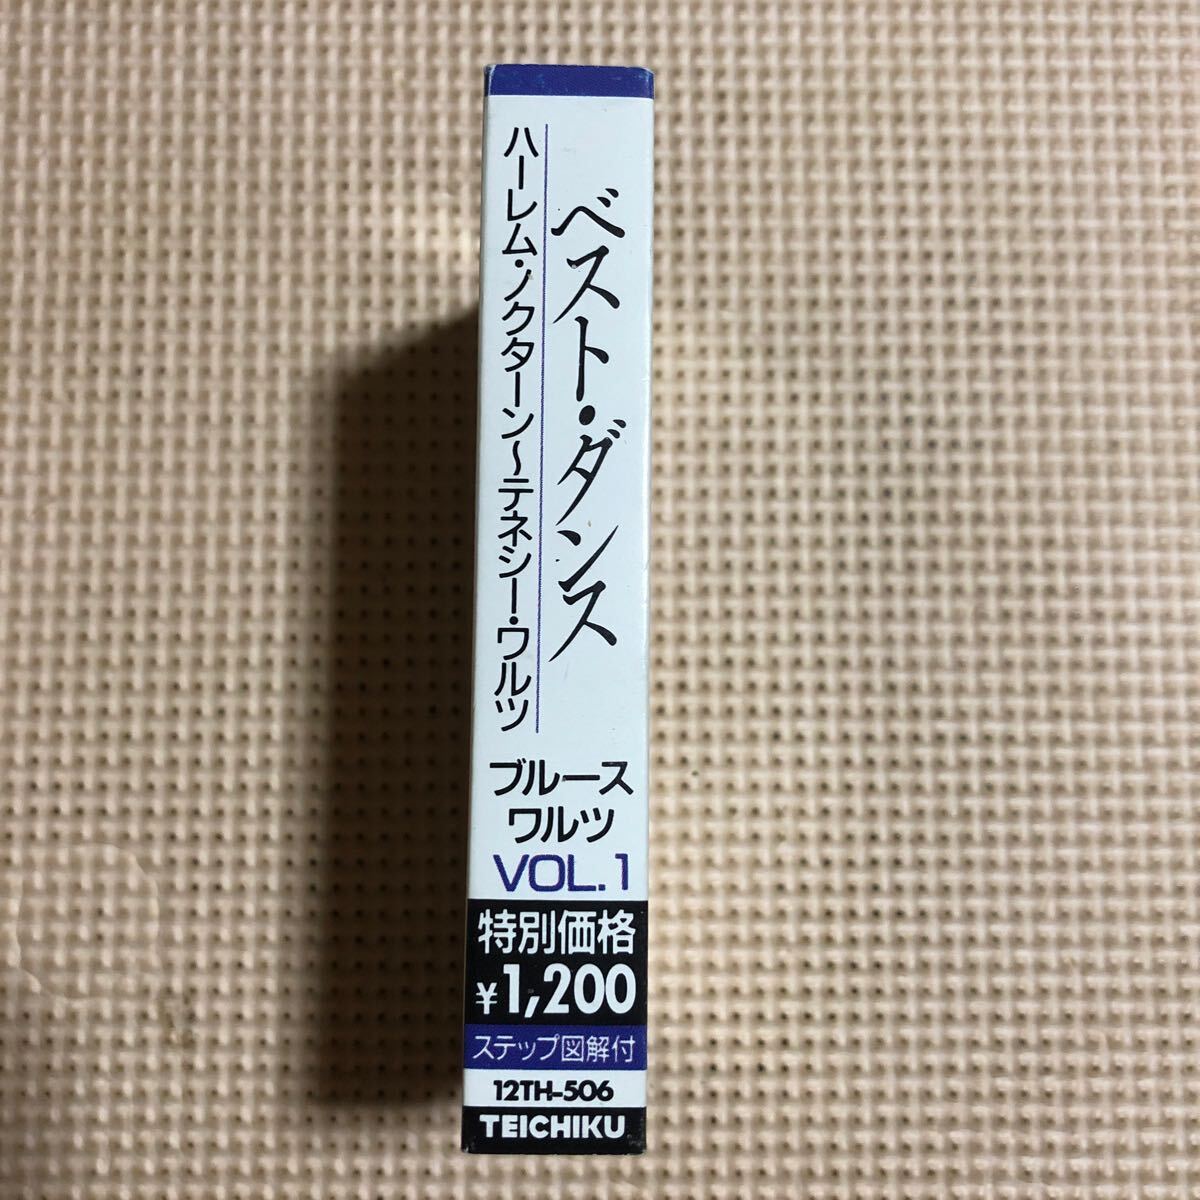 ベスト・ダンス
ハーレム・ノクターン〜テネシー・ワルツ
ブルース
ワルツ
VOL.1
特別価格
¥1,200
ステップ図解付
12TH-506
TEICHIKU